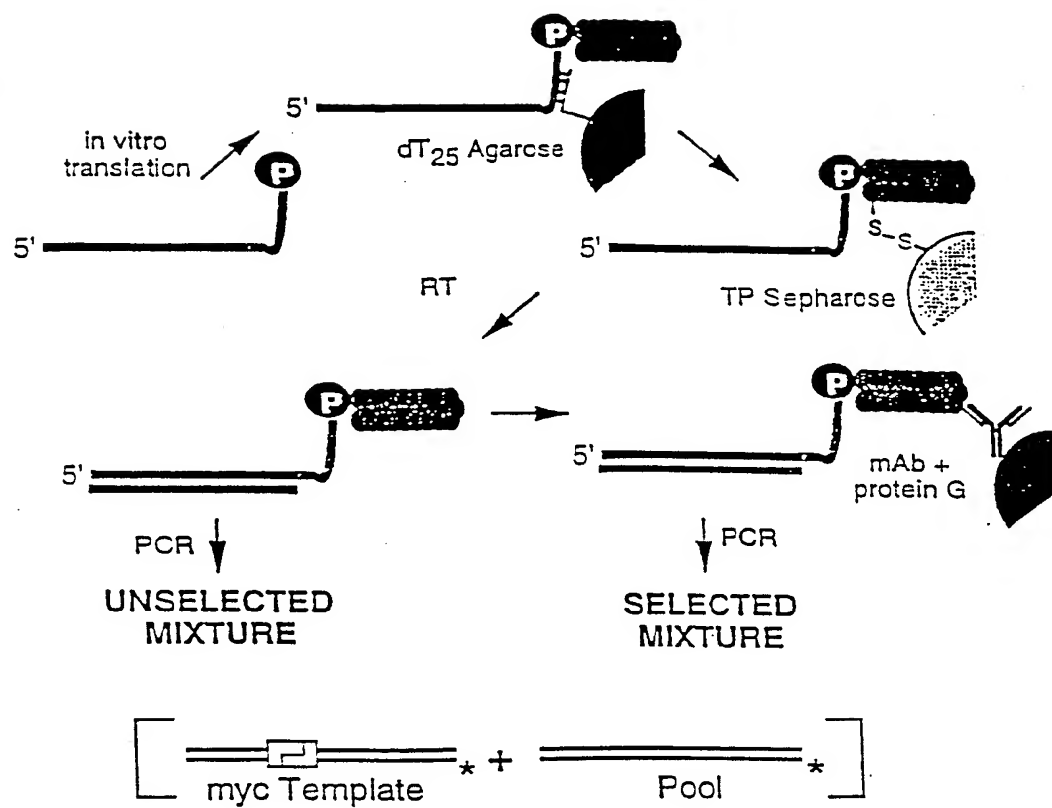 P
5'
in vitro
translation
dT25 Agarose
P
P
5'
5'
S-S
RT
TP Sepharose
P
P
5'
5'
mAb +
protein G
PCR
PCR
UNSELECTED
MIXTURE
SELECTED
MIXTURE
* + *
myc Template
Pool